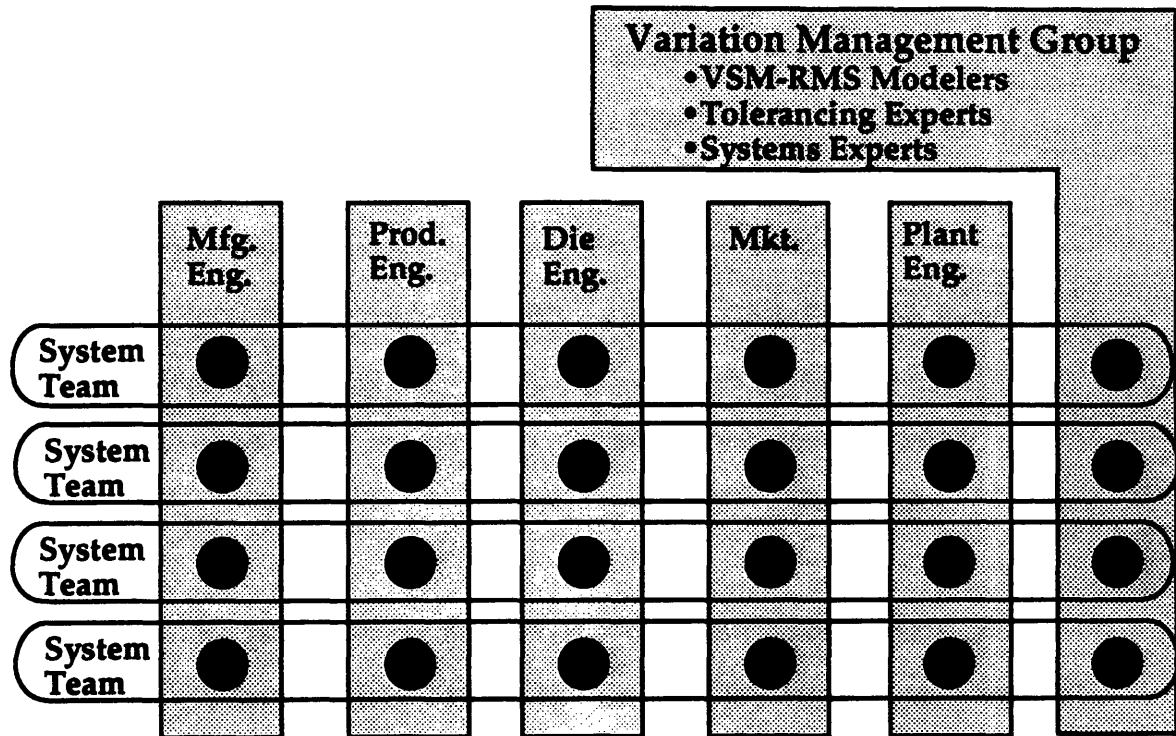 Variation Management Group
•VSM-RMS Modelers
•Tolerancing Experts
•Systems Experts
Mfg.
Eng.
Prod.
Eng.
Die
Eng.
Mkt.
Plant
Eng.
System
Team
System
Team
System
Team
System
Team